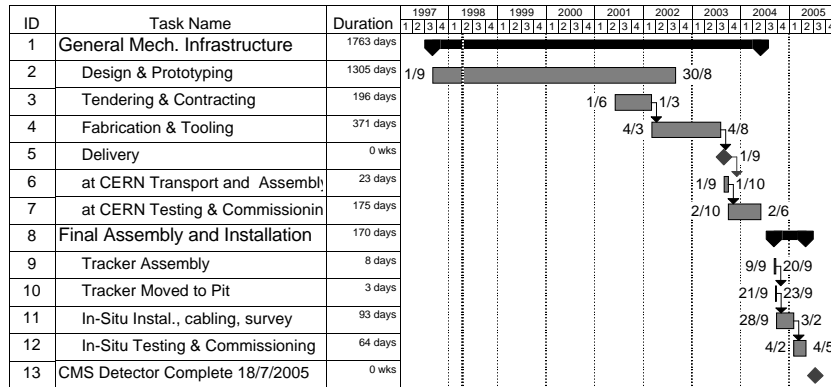 ID Task Name Duration 1997 1998 1999 2000 2001 2002 2003 2004 2005
1 2 3 4 1 2 3 4 1 2 3 4 1 2 3 4 1 2 3 4 1 2 3 4 1 2 3 4 1 2 3 4 1 2 3 4
1 General Mech. Infrastructure 1763 days
2 Design & Prototyping 1305 days 1/9 30/8
3 Tendering & Contracting 196 days 1/6 1/3
4 Fabrication & Tooling 371 days 4/3 4/8
5 Delivery 0 wks 1/9
6 at CERN Transport and Assembly 23 days 1/9 1/10
7 at CERN Testing & Commissionin 175 days 2/10 2/6
8 Final Assembly and Installation 170 days
9 Tracker Assembly 8 days 9/9 20/9
10 Tracker Moved to Pit 3 days 21/9 23/9
11 In-Situ Instal., cabling, survey 93 days 28/9 3/2
12 In-Situ Testing & Commissioning 64 days 4/2 4/5
13 CMS Detector Complete 18/7/2005 0 wks